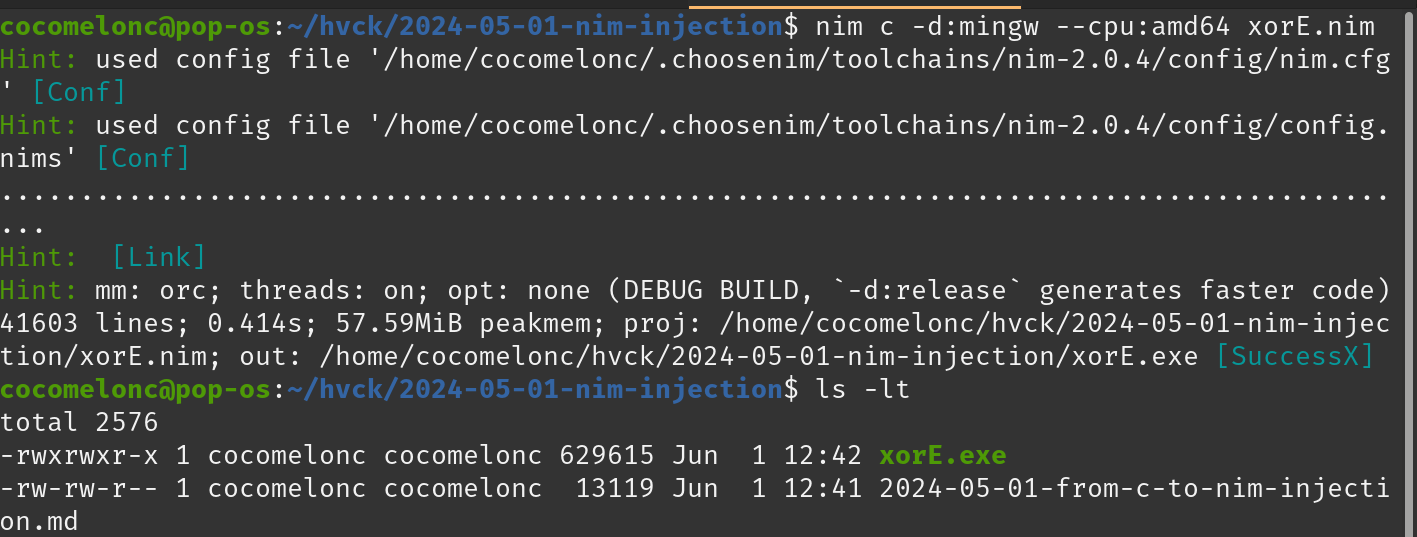 cocomelonc@pop-os:~/hvck/2024-05-01-nim-injection$ nim c -d:mingw --cpu:amd64 xorE.nim
Hint: used config file '/home/cocomelonc/.choosenim/toolchains/nim-2.0.4/config/nim.cfg
' [Conf]
Hint: used config file '/home/cocomelonc/.choosenim/toolchains/nim-2.0.4/config/config.
nims' [Conf]
.......................................................................................
...
Hint:  [Link]
Hint: mm: orc; threads: on; opt: none (DEBUG BUILD, `-d:release` generates faster code)
41603 lines; 0.414s; 57.59MiB peakmem; proj: /home/cocomelonc/hvck/2024-05-01-nim-injec
tion/xorE.nim; out: /home/cocomelonc/hvck/2024-05-01-nim-injection/xorE.exe [SuccessX]
cocomelonc@pop-os:~/hvck/2024-05-01-nim-injection$ ls -lt
total 2576
-rwxrwxr-x 1 cocomelonc cocomelonc 629615 Jun  1 12:42 xorE.exe
-rw-rw-r-- 1 cocomelonc cocomelonc  13119 Jun  1 12:41 2024-05-01-from-c-to-nim-injecti
on.md